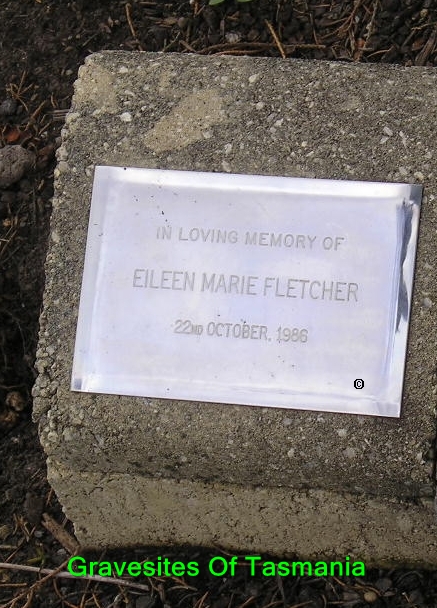 IN LOVING MEMORY OF
EILEEN MARIE FLETCHER
22ND OCTOBER, 1986
©
Gravesites Of Tasmania